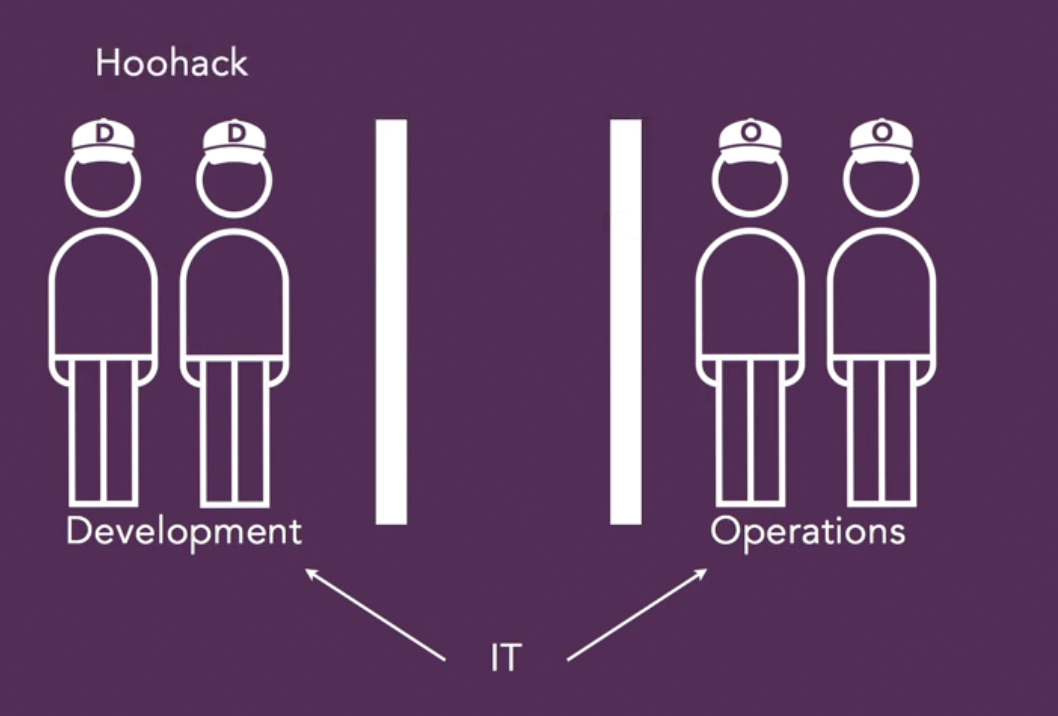 Hoohack
D D O O
Development Operations
IT